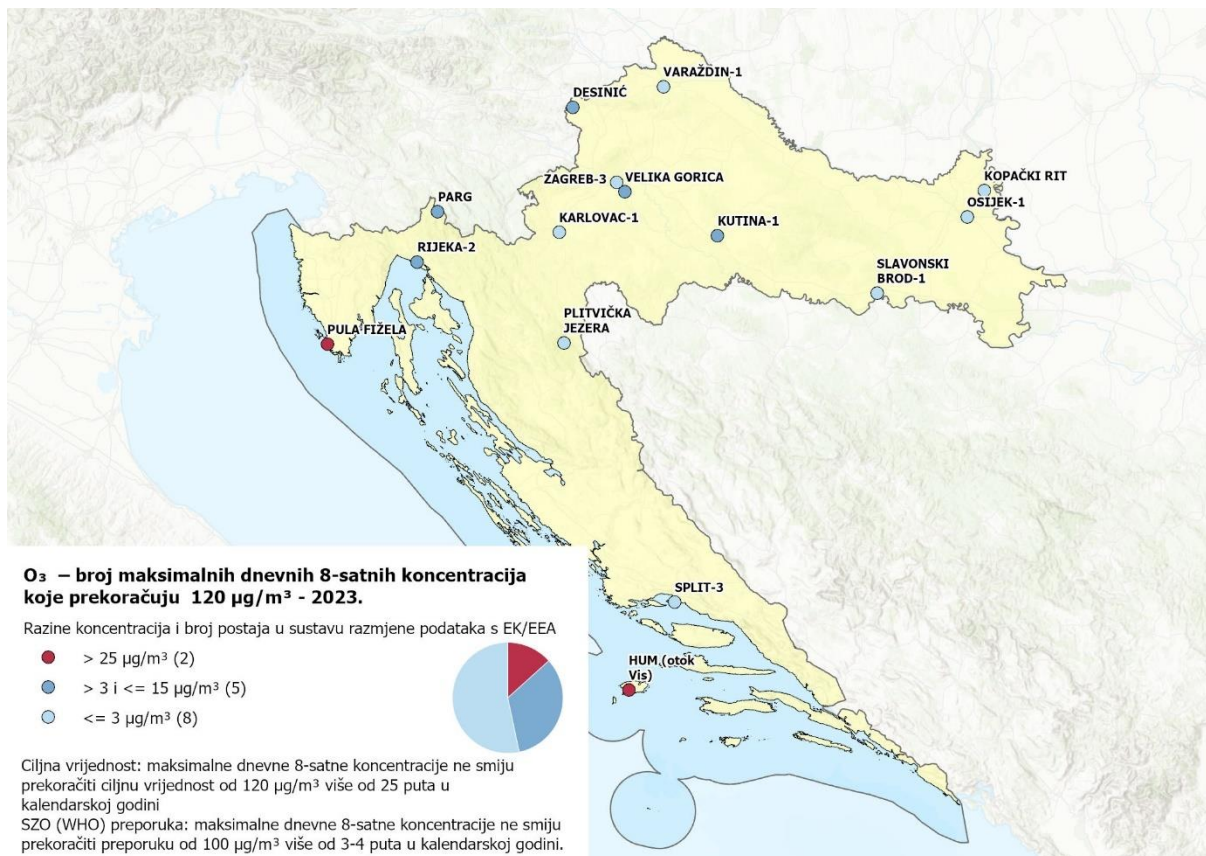 VARAŽDIN-1
DESINIĆ
ZAGREB-3
VELIKA GORICA
KOPAČKI RIT
OSIJEK-1
PARG
KARLOVAC-1
KUTINA-1
RIJEKA-2
SLAVONSKI
BROD-1
PLITVIČKA
JEZERA
PULA FIŽELA
SPLIT-3
HUM (otok
Vis)
O₃ – broj maksimalnih dnevnih 8-satnih koncentracija
koje prekoračuju 120 µg/m³ - 2023.
Razine koncentracija i broj postaja u sustavu razmjene podataka s EK/EEA
> 25 µg/m³ (2)
> 3 i <= 15 µg/m³ (5)
<= 3 µg/m³ (8)
Ciljna vrijednost: maksimalne dnevne 8-satne koncentracije ne smiju
prekoračiti ciljnu vrijednost od 120 µg/m³ više od 25 puta u
kalendarskoj godini
SZO (WHO) preporuka: maksimalne dnevne 8-satne koncentracije ne smiju
prekoračiti preporuku od 100 µg/m³ više od 3-4 puta u kalendarskoj godini.